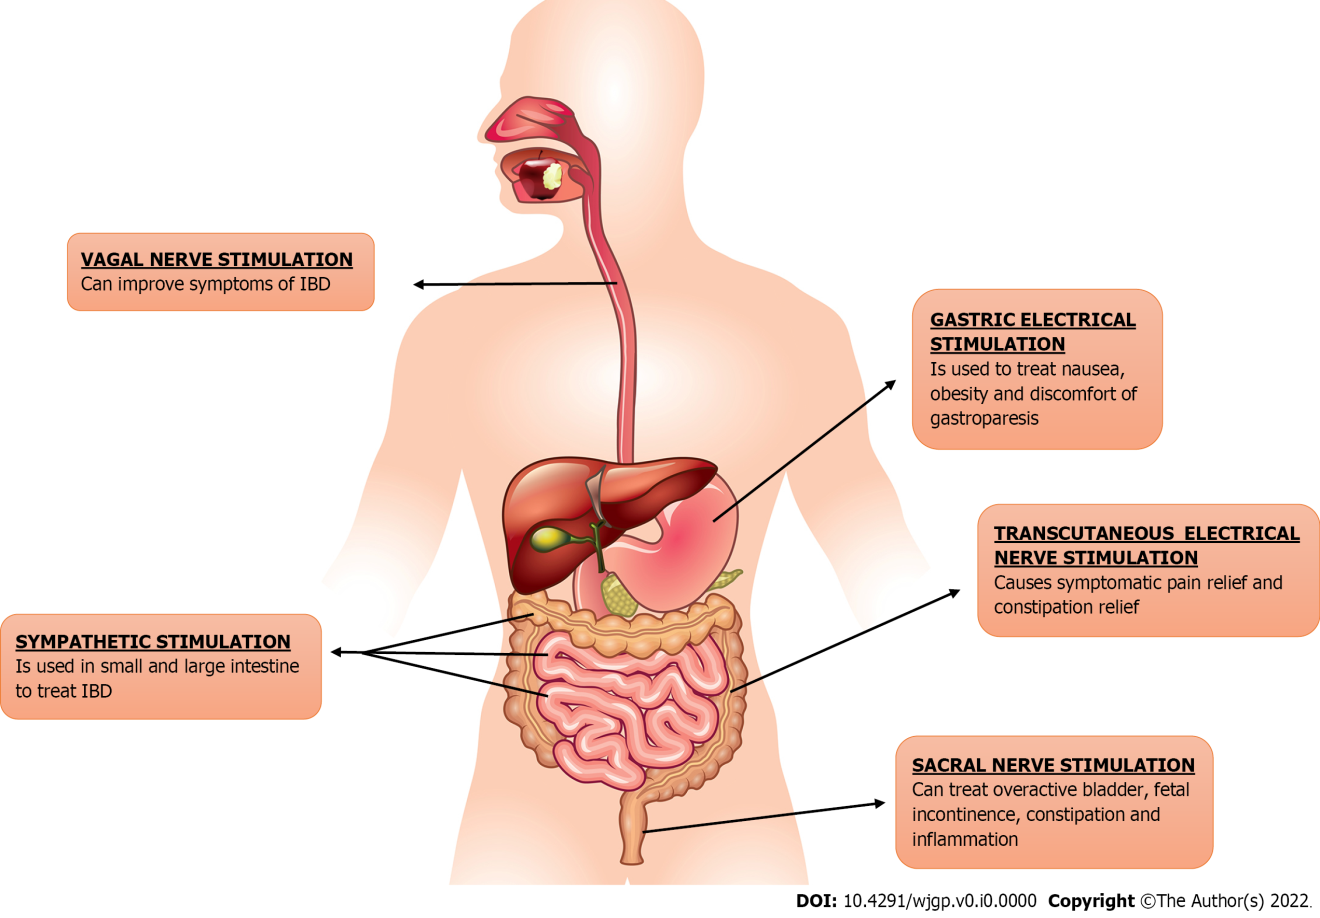 VAGAL NERVE STIMULATION
Can improve symptoms of IBD
GASTRIC ELECTRICAL
STIMULATION
Is used to treat nausea,
obesity and discomfort of
gastroparesis
TRANSCUTANEOUS ELECTRICAL
NERVE STIMULATION
Causes symptomatic pain relief and
constipation relief
SYMPATHETIC STIMULATION
Is used in small and large intestine
to treat IBD
SACRAL NERVE STIMULATION
Can treat overactive bladder, fetal
incontinence, constipation and
inflammation
DOI: 10.4291/wjgp.v0.i0.0000 Copyright ©The Author(s) 2022.